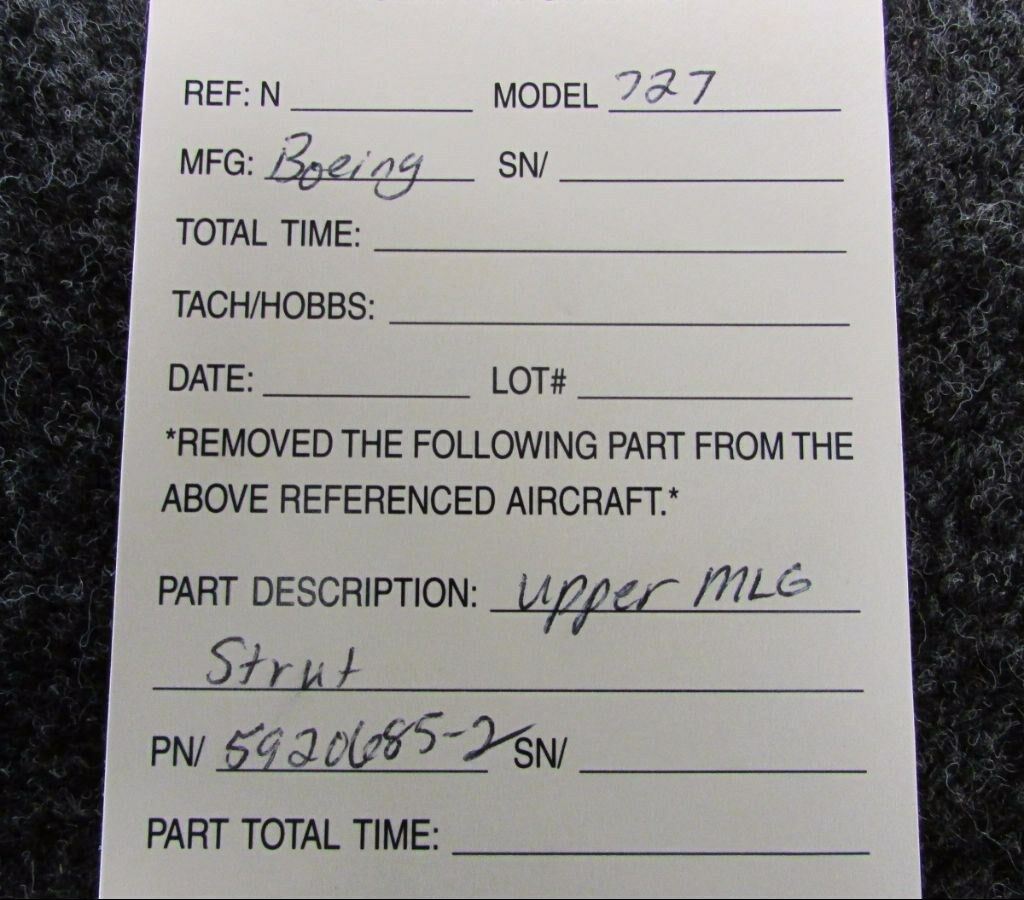 REF: N MODEL 727
MFG: Boeing SN/
TOTAL TIME:
TACH/HOBBS:
DATE: LOT#
*REMOVED THE FOLLOWING PART FROM THE
ABOVE REFERENCED AIRCRAFT.*
PART DESCRIPTION: Upper MLG
Strut
PN/ 5920685-2 SN/
PART TOTAL TIME: